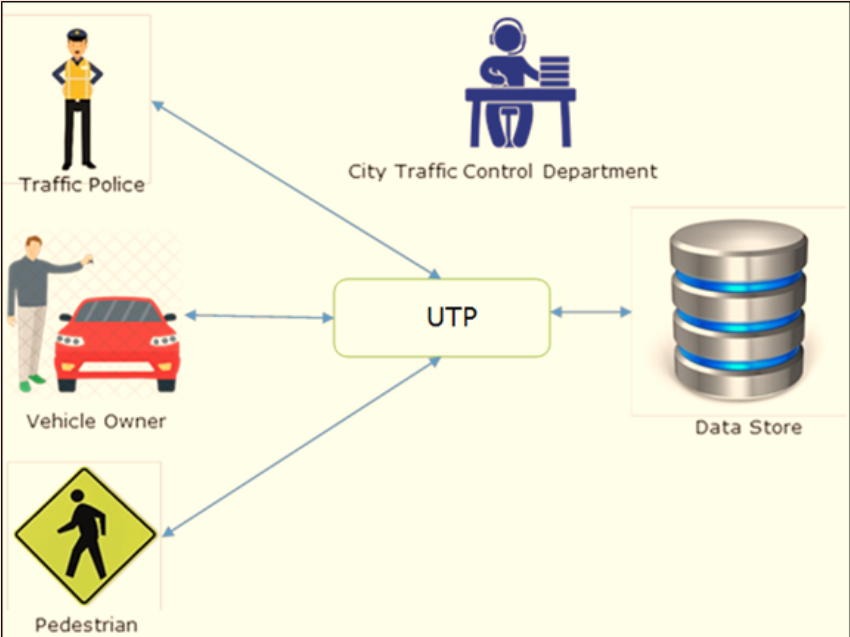 Traffic Police
City Traffic Control Department
UTP
Vehicle Owner
Data Store
Pedestrian